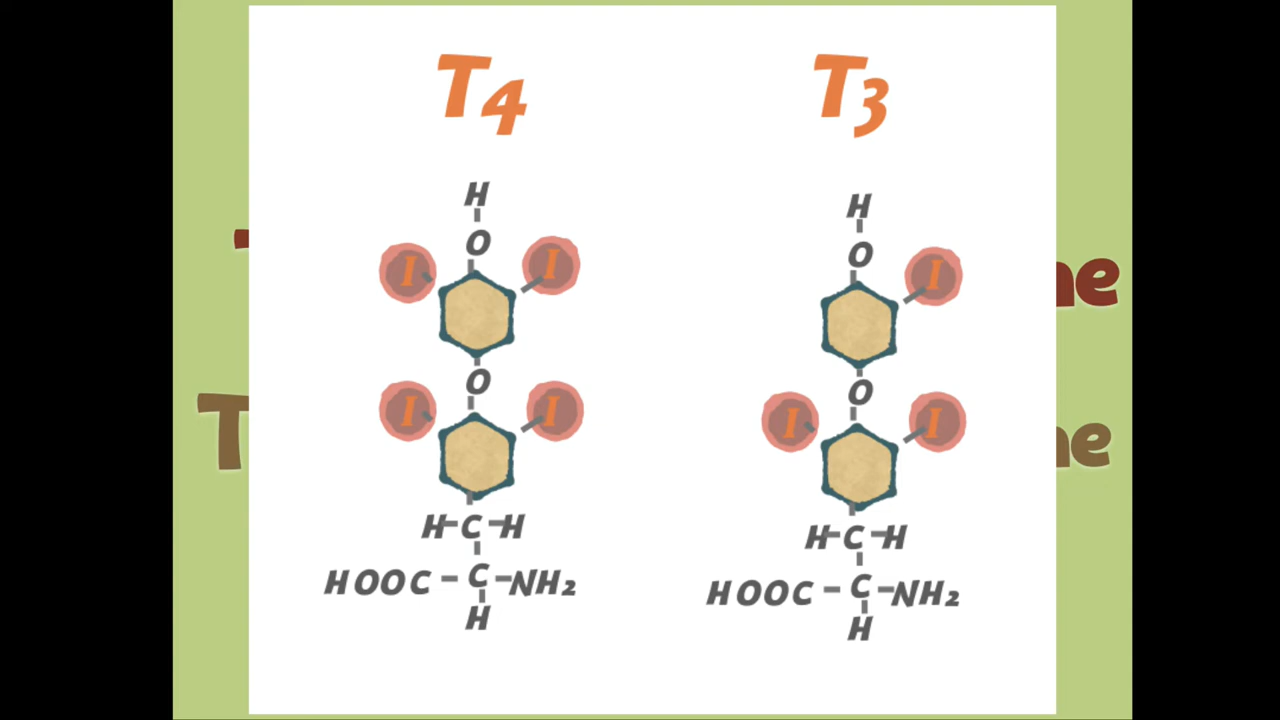 T4 T3
H H
O O
I I I
O O
I I I I
H-C-H H-C-H
HOOC - C - NH2 HOOC - C - NH2
H H